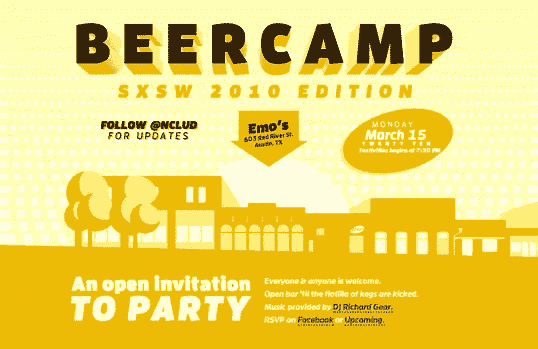 BEERCAMP
SXSW 2010 EDITION
FOLLOW @NCLUD
FOR UPDATES
Emo's
603 Red River St.
Austin, TX
MONDAY
March 15
TWENTY TEN
Festivities begins at 7:30 PM
An open invitation
TO PARTY
Everyone & anyone is welcome.
Open bar 'til the flotilla of kegs are kicked.
Music provided by DJ Richard Gear.
RSVP on Facebook or Upcoming.